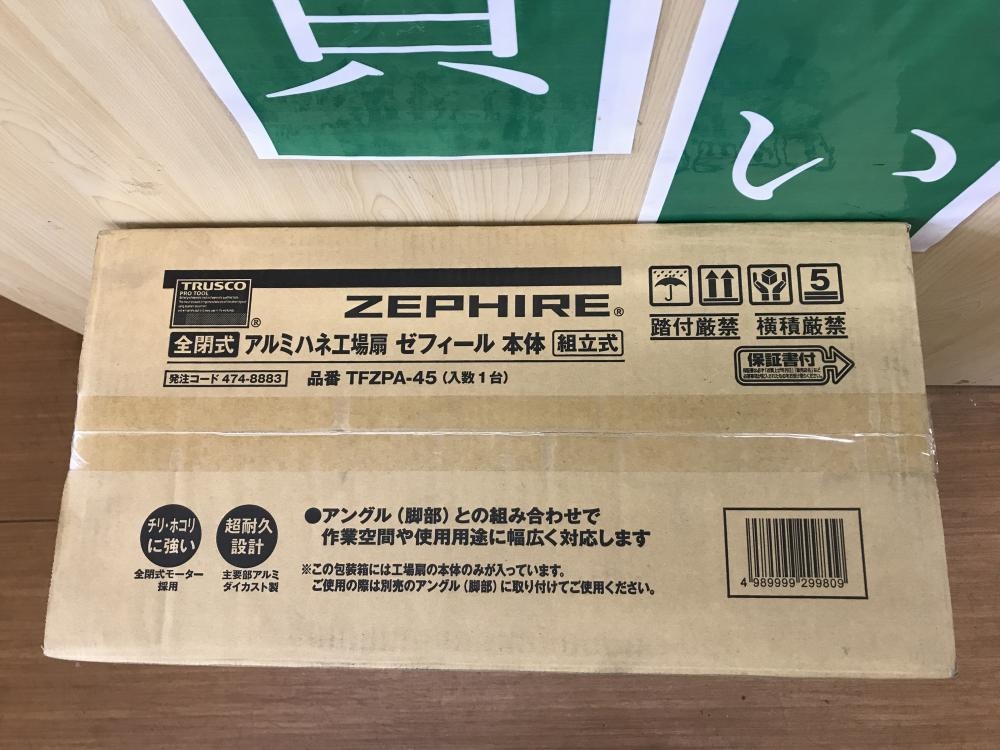 買
い
TRUSCO
PRO TOOL
®
ZEPHIRE®
5
踏付厳禁 横積厳禁
全閉式 アルミハネ工場扇 ゼフィール 本体 組立式
保証書付
発注コード 474-8883 品番 TFZPA-45 (入数1台)
チリ・ホコリ
に強い
全閉式モーター
採用
超耐久
設計
主要部アルミ
ダイカスト製
●アングル(脚部)との組み合わせで
作業空間や使用用途に幅広く対応します
※この包装箱には工場扇の本体のみが入っています。
ご使用の際は別売のアングル(脚部)に取り付けてご使用ください。
4 989999 299809